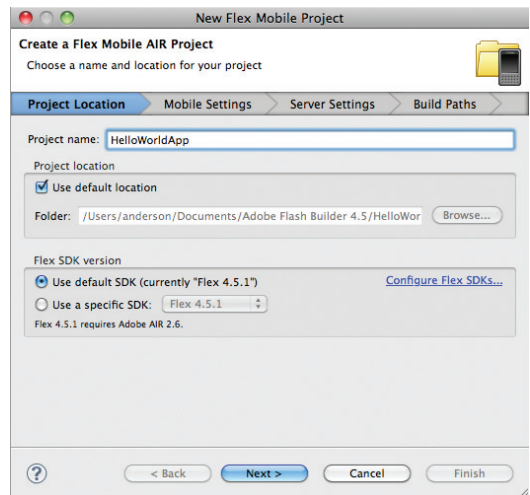 New Flex Mobile Project
Create a Flex Mobile AIR Project
Choose a name and location for your project
Project Location Mobile Settings Server Settings Build Paths
Project name: HelloWorldApp
Project location
Use default location
Folder: /Users/anderson/Documents/Adobe Flash Builder 4.5/HelloWor Browse...
Flex SDK version
Use default SDK (currently "Flex 4.5.1") Configure Flex SDKs...
Use a specific SDK: Flex 4.5.1
Flex 4.5.1 requires Adobe AIR 2.6.
? < Back Next > Cancel Finish